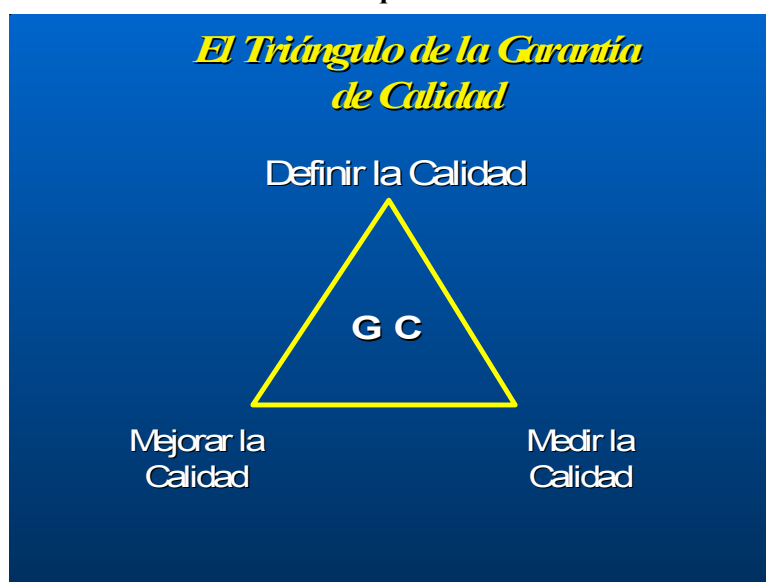 El Triángulo de la Garantía
de Calidad
Definir la Calidad
G C
Mejorar la
Calidad
Medir la
Calidad